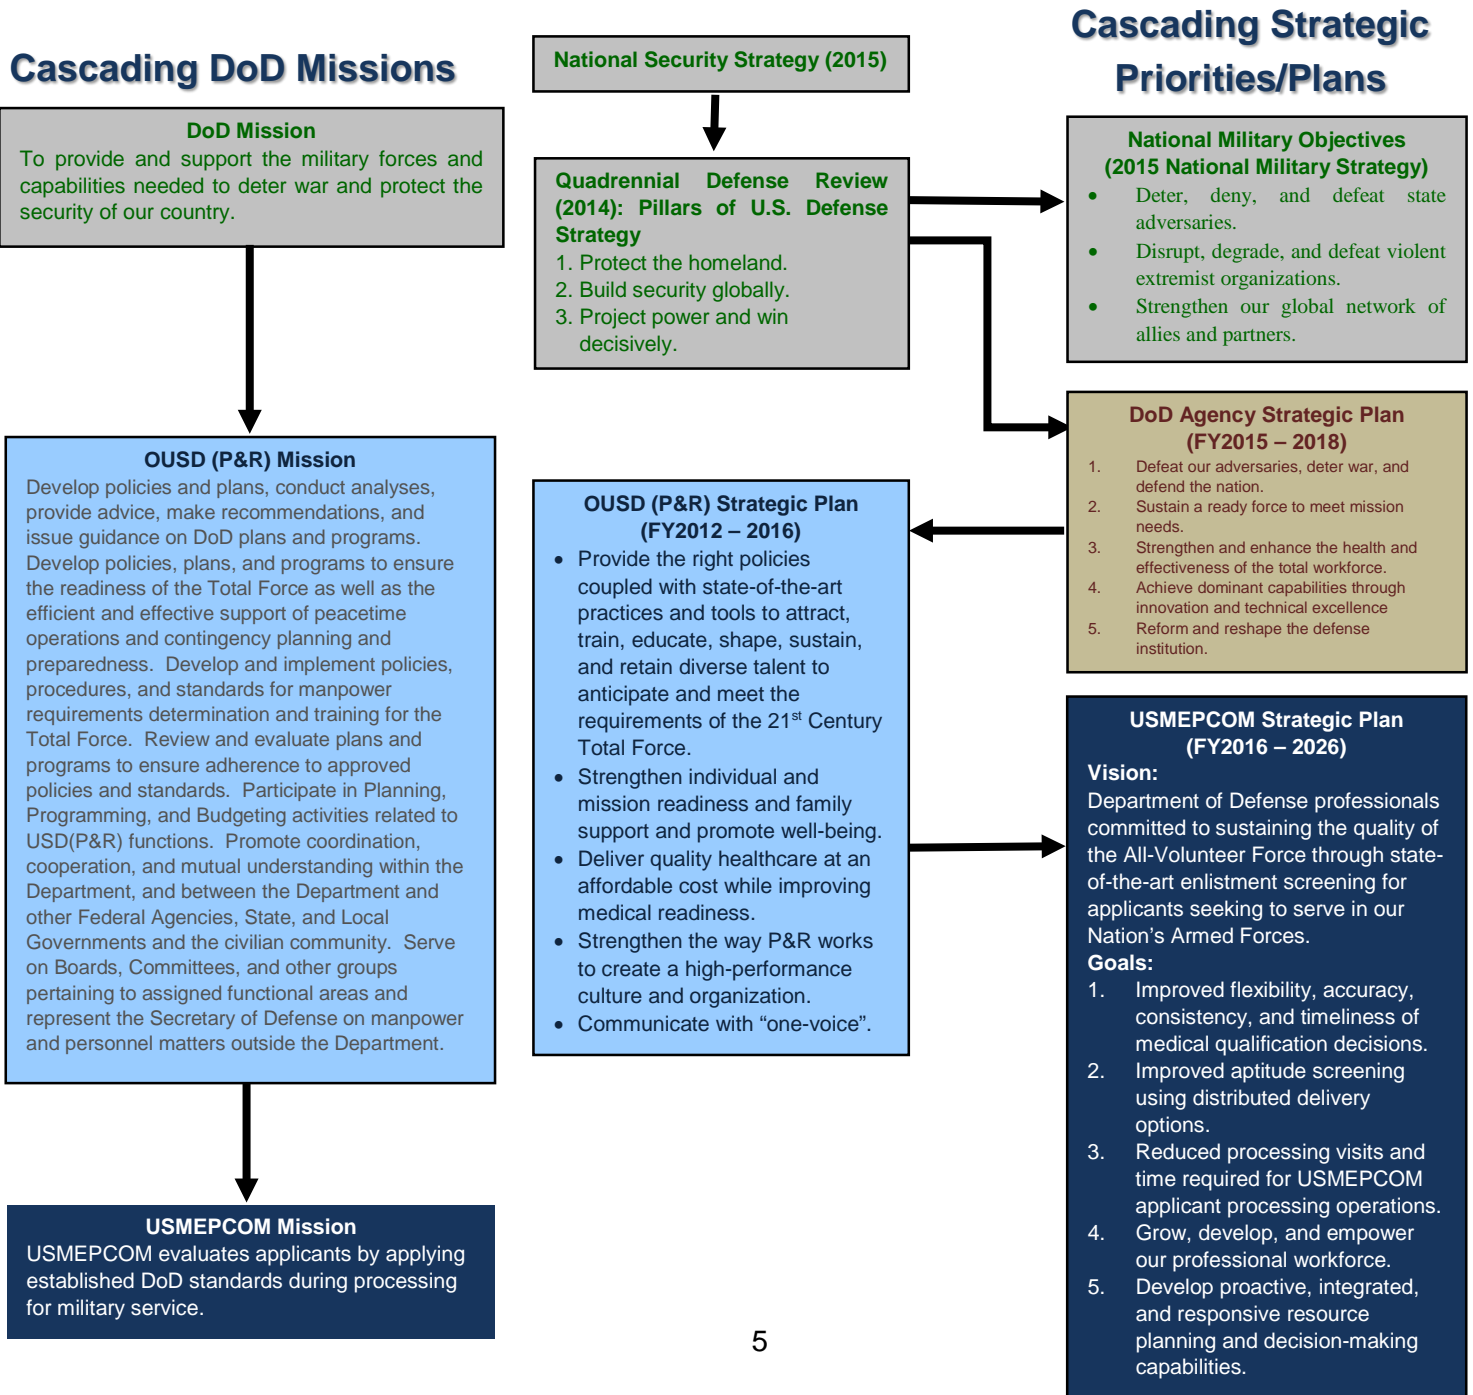 Cascading DoD Missions
DoD Mission
To provide and support the military forces and
capabilities needed to deter war and protect the
security of our country.
OUSD (P&R) Mission
Develop policies and plans, conduct analyses,
provide advice, make recommendations, and
issue guidance on DoD plans and programs.
Develop policies, plans, and programs to ensure
the readiness of the Total Force as well as the
efficient and effective support of peacetime
operations and contingency planning and
preparedness. Develop and implement policies,
procedures, and standards for manpower
requirements determination and training for the
Total Force. Review and evaluate plans and
programs to ensure adherence to approved
policies and standards. Participate in Planning,
Programming, and Budgeting activities related to
USD(P&R) functions. Promote coordination,
cooperation, and mutual understanding within the
Department, and between the Department and
other Federal Agencies, State, and Local
Governments and the civilian community. Serve
on Boards, Committees, and other groups
pertaining to assigned functional areas and
represent the Secretary of Defense on manpower
and personnel matters outside the Department.
USMEPCOM Mission
USMEPCOM evaluates applicants by applying
established DoD standards during processing
for military service.
National Security Strategy (2015)
Quadrennial Defense Review
(2014): Pillars of U.S. Defense
Strategy
1. Protect the homeland.
2. Build security globally.
3. Project power and win
decisively.
OUSD (P&R) Strategic Plan
(FY2012 – 2016)
• Provide the right policies
coupled with state-of-the-art
practices and tools to attract,
train, educate, shape, sustain,
and retain diverse talent to
anticipate and meet the
requirements of the 21st Century
Total Force.
• Strengthen individual and
mission readiness and family
support and promote well-being.
• Deliver quality healthcare at an
affordable cost while improving
medical readiness.
• Strengthen the way P&R works
to create a high-performance
culture and organization.
• Communicate with “one-voice”.
Cascading Strategic
Priorities/Plans
National Military Objectives
(2015 National Military Strategy)
• Deter, deny, and defeat state
adversaries.
• Disrupt, degrade, and defeat violent
extremist organizations.
• Strengthen our global network of
allies and partners.
DoD Agency Strategic Plan
(FY2015 – 2018)
1. Defeat our adversaries, deter war, and
defend the nation.
2. Sustain a ready force to meet mission
needs.
3. Strengthen and enhance the health and
effectiveness of the total workforce.
4. Achieve dominant capabilities through
innovation and technical excellence
5. Reform and reshape the defense
institution.
USMEPCOM Strategic Plan
(FY2016 – 2026)
Vision:
Department of Defense professionals
committed to sustaining the quality of
the All-Volunteer Force through state-
of-the-art enlistment screening for
applicants seeking to serve in our
Nation’s Armed Forces.
Goals:
1. Improved flexibility, accuracy,
consistency, and timeliness of
medical qualification decisions.
2. Improved aptitude screening
using distributed delivery
options.
3. Reduced processing visits and
time required for USMEPCOM
applicant processing operations.
4. Grow, develop, and empower
our professional workforce.
5. Develop proactive, integrated,
and responsive resource
planning and decision-making
capabilities.
5